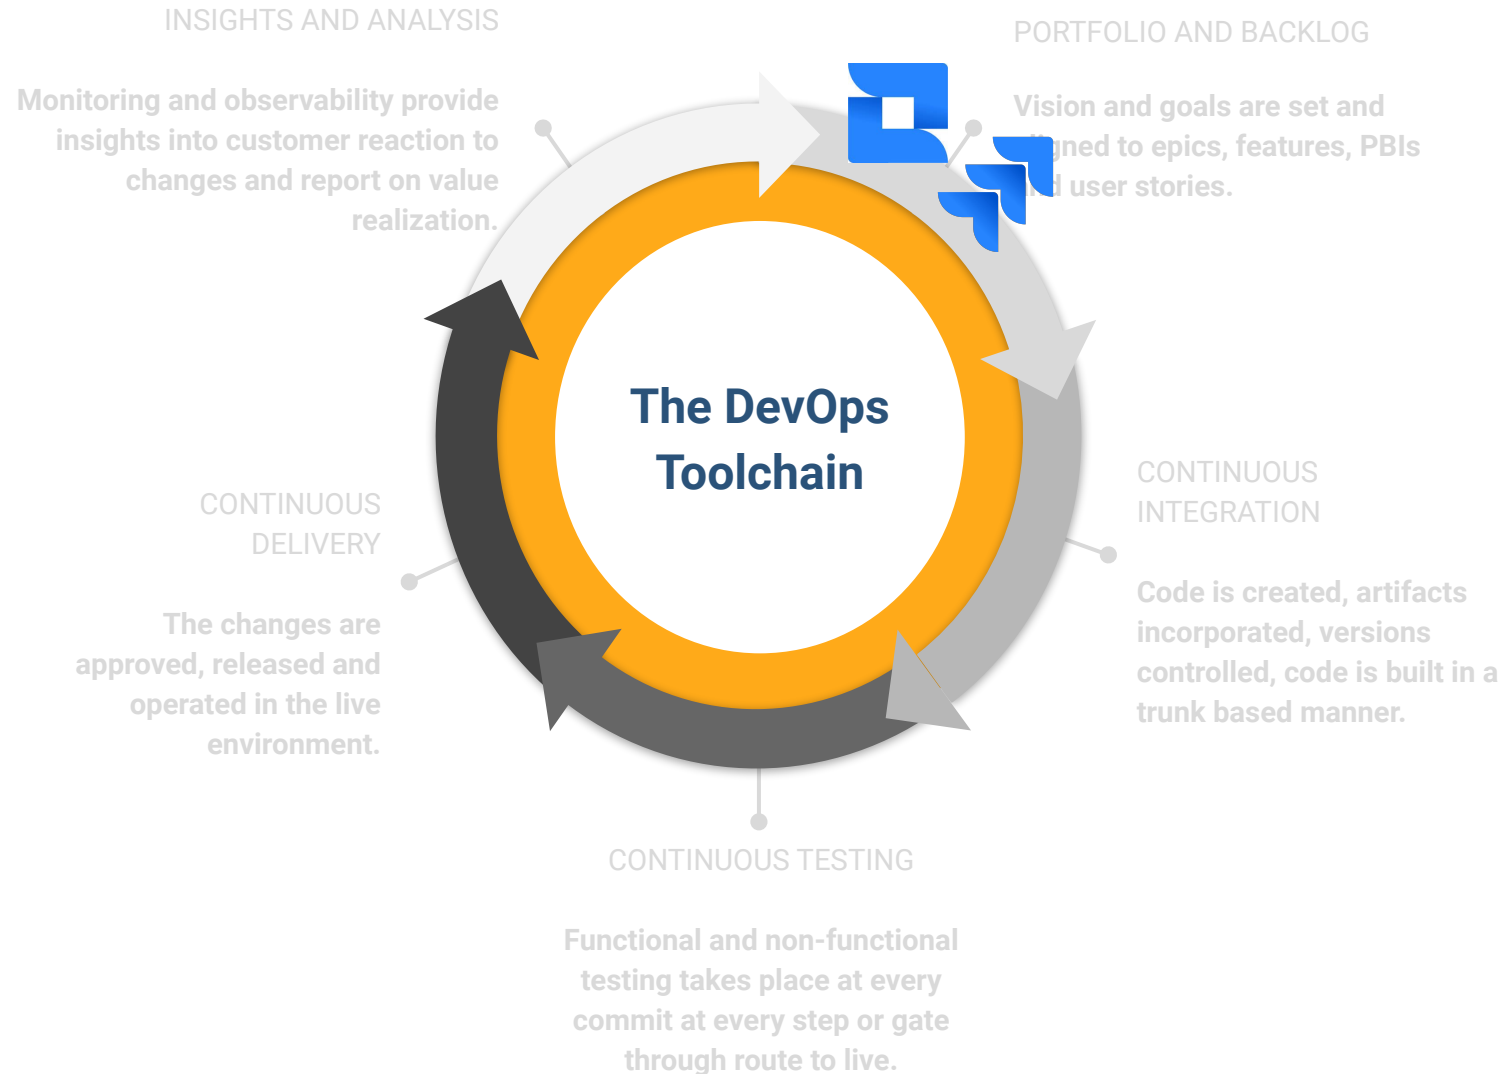 INSIGHTS AND ANALYSIS
Monitoring and observability provide
insights into customer reaction to
changes and report on value
realization.
PORTFOLIO AND BACKLOG
Vision and goals are set and
to epics, features, PBIs
user stories.
The DevOps
Toolchain
CONTINUOUS
INTEGRATION
Code is created, artifacts
incorporated, versions
controlled, code is built in a
trunk based manner.
CONTINUOUS
DELIVERY
The changes are
approved, released and
operated in the live
environment.
CONTINUOUS TESTING
Functional and non-functional
testing takes place at every
commit at every step or gate
through route to live.